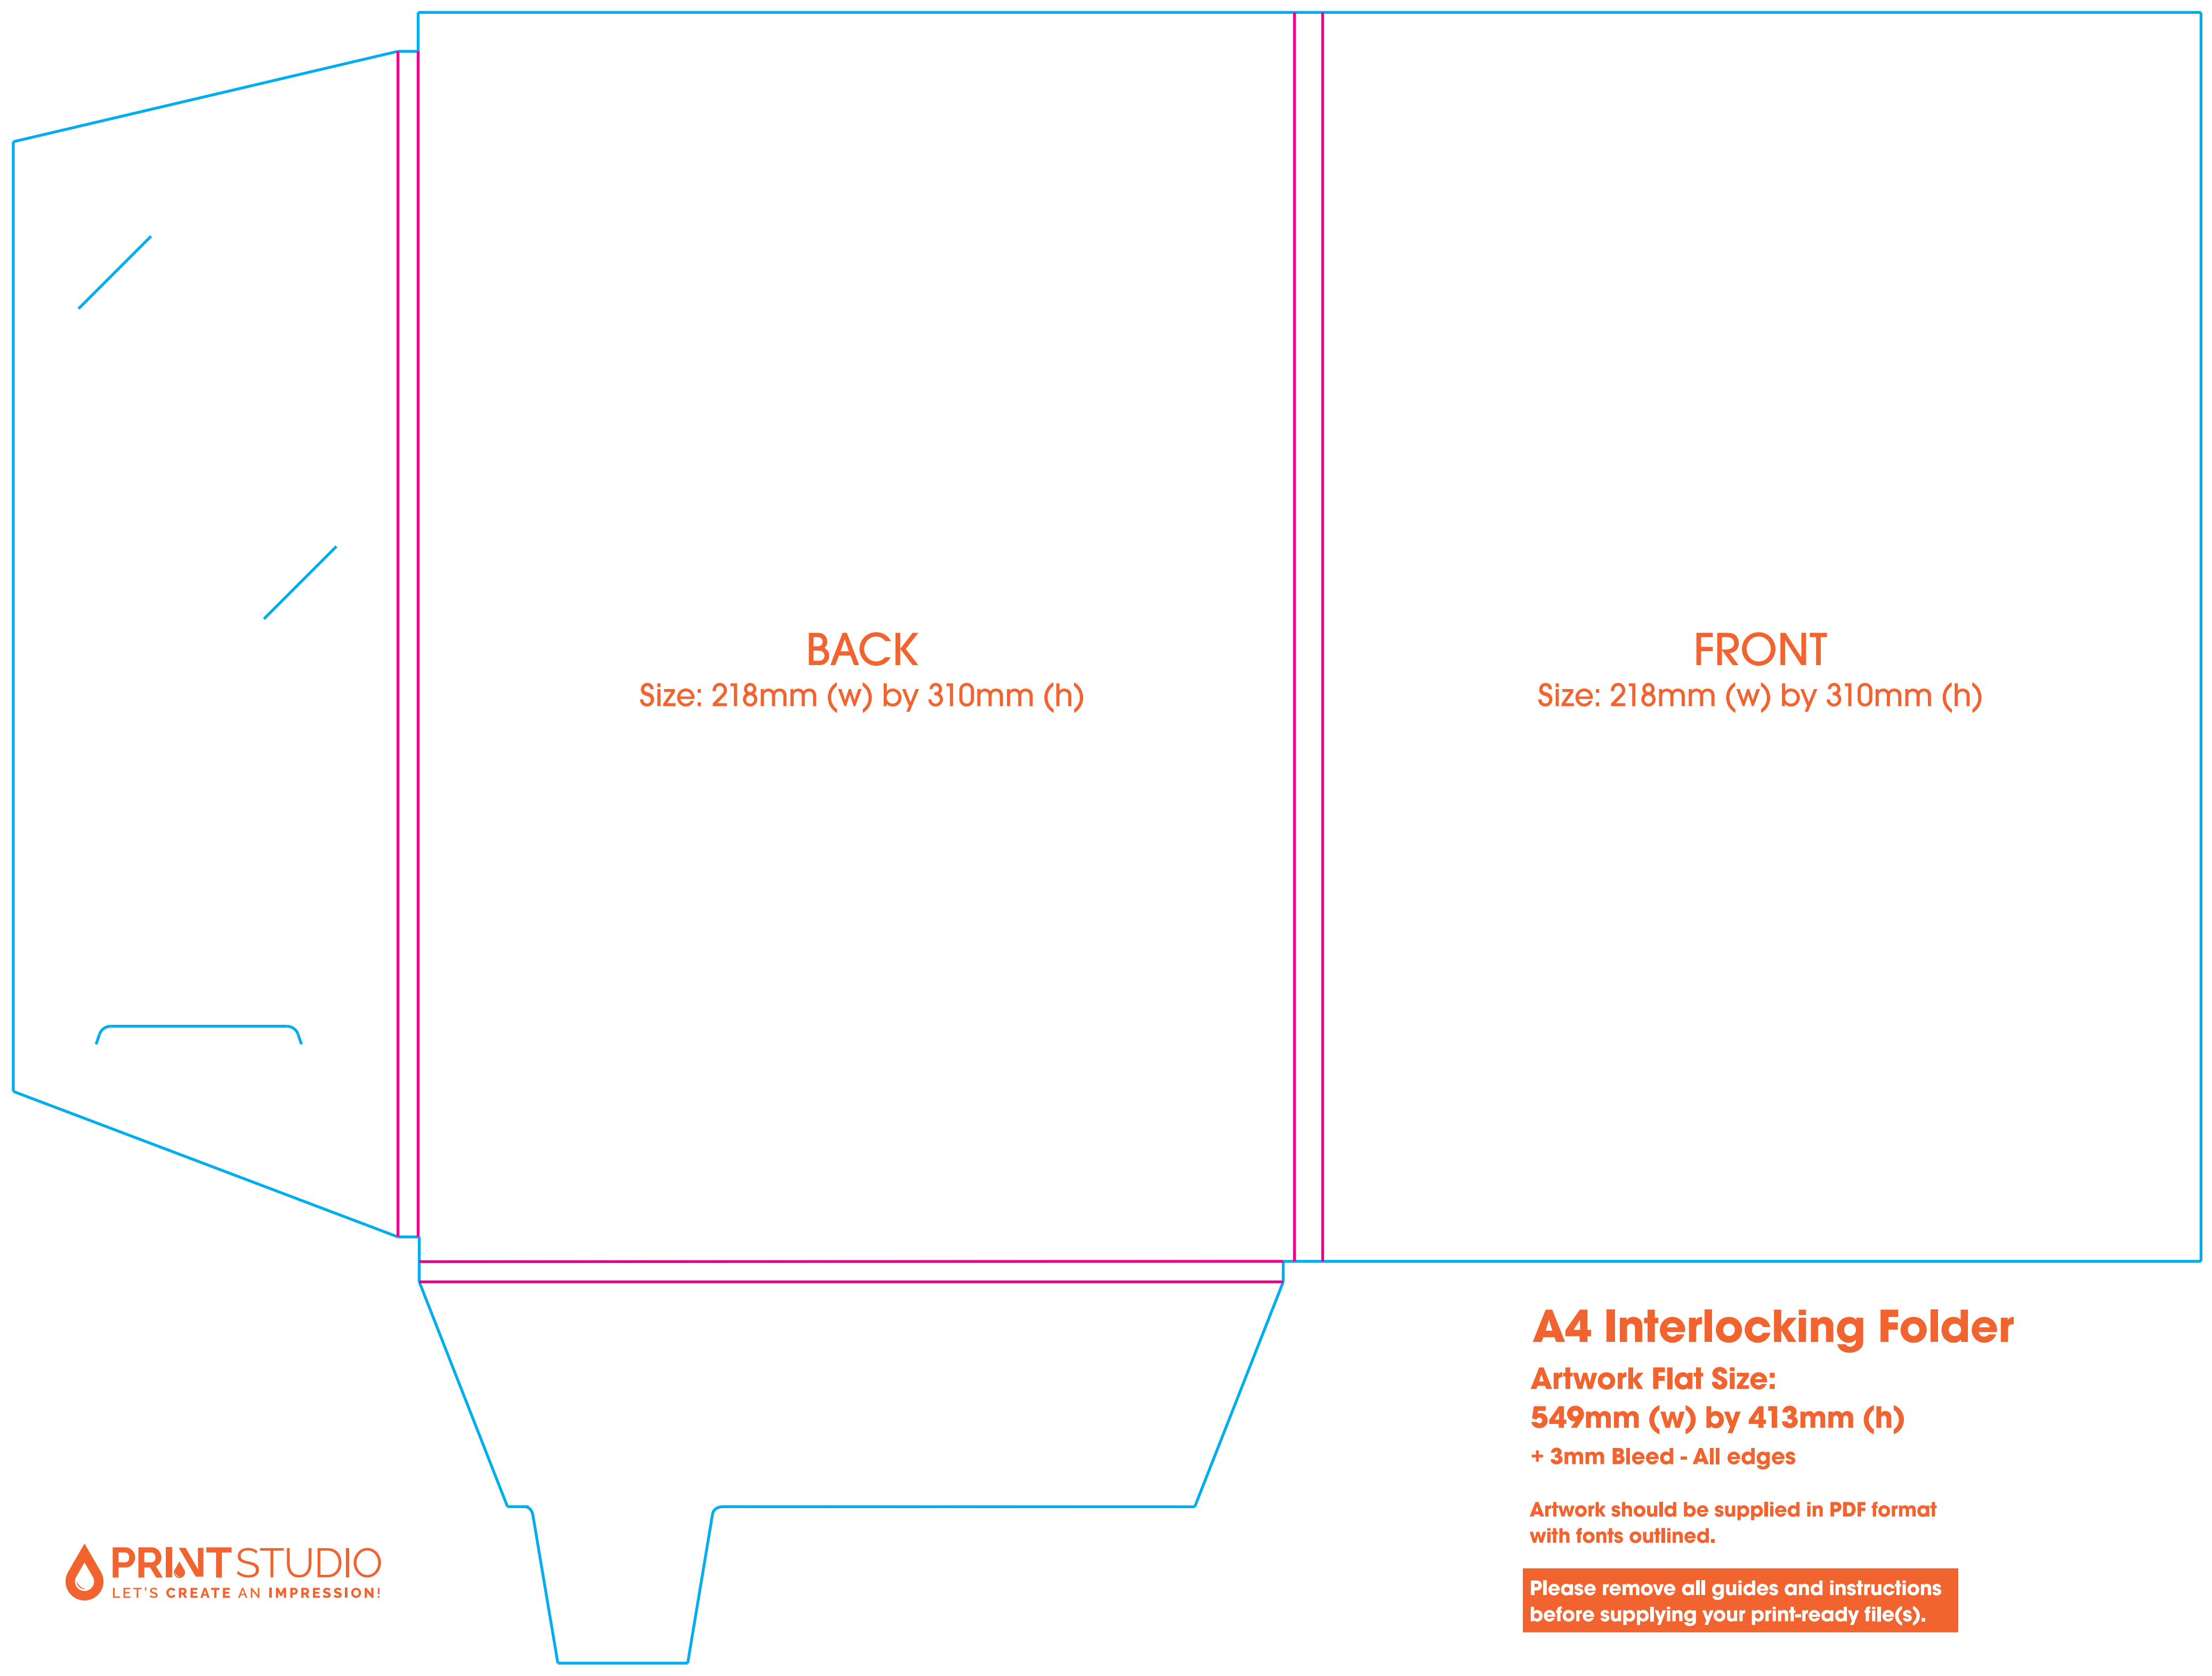 BACK
Size: 218mm (w) by 310mm (h)
FRONT
Size: 218mm (w) by 310mm (h)
A4 Interlocking Folder
Artwork Flat Size:
549mm (w) by 413mm (h)
+ 3mm Bleed - All edges
Artwork should be supplied in PDF format
with fonts outlined.
Please remove all guides and instructions
before supplying your print-ready file(s).
PRINT STUDIO
LET'S CREATE AN IMPRESSION!